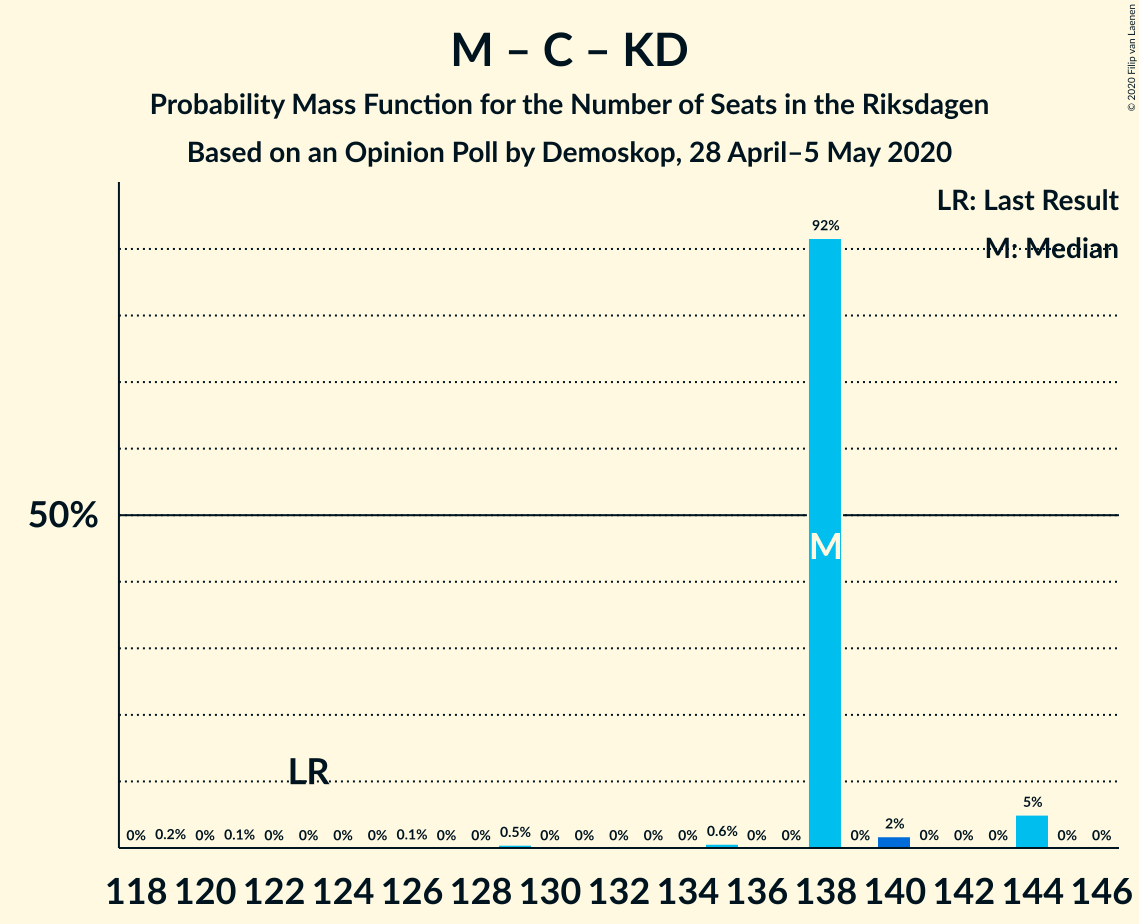 © 2020 Filip van Laenen
M – C – KD
Probability Mass Function for the Number of Seats in the Riksdagen
Based on an Opinion Poll by Demoskop, 28 April–5 May 2020
LR: Last Result
M: Median
92%
50%
M
LR
0% 0.2% 0% 0.1% 0% 0% 0% 0% 0.1% 0% 0% 0.5% 0% 0% 0% 0% 0% 0.6% 0% 0% 0% 2% 0% 0% 0% 5% 0% 0%
118 120 122 124 126 128 130 132 134 136 138 140 142 144 146